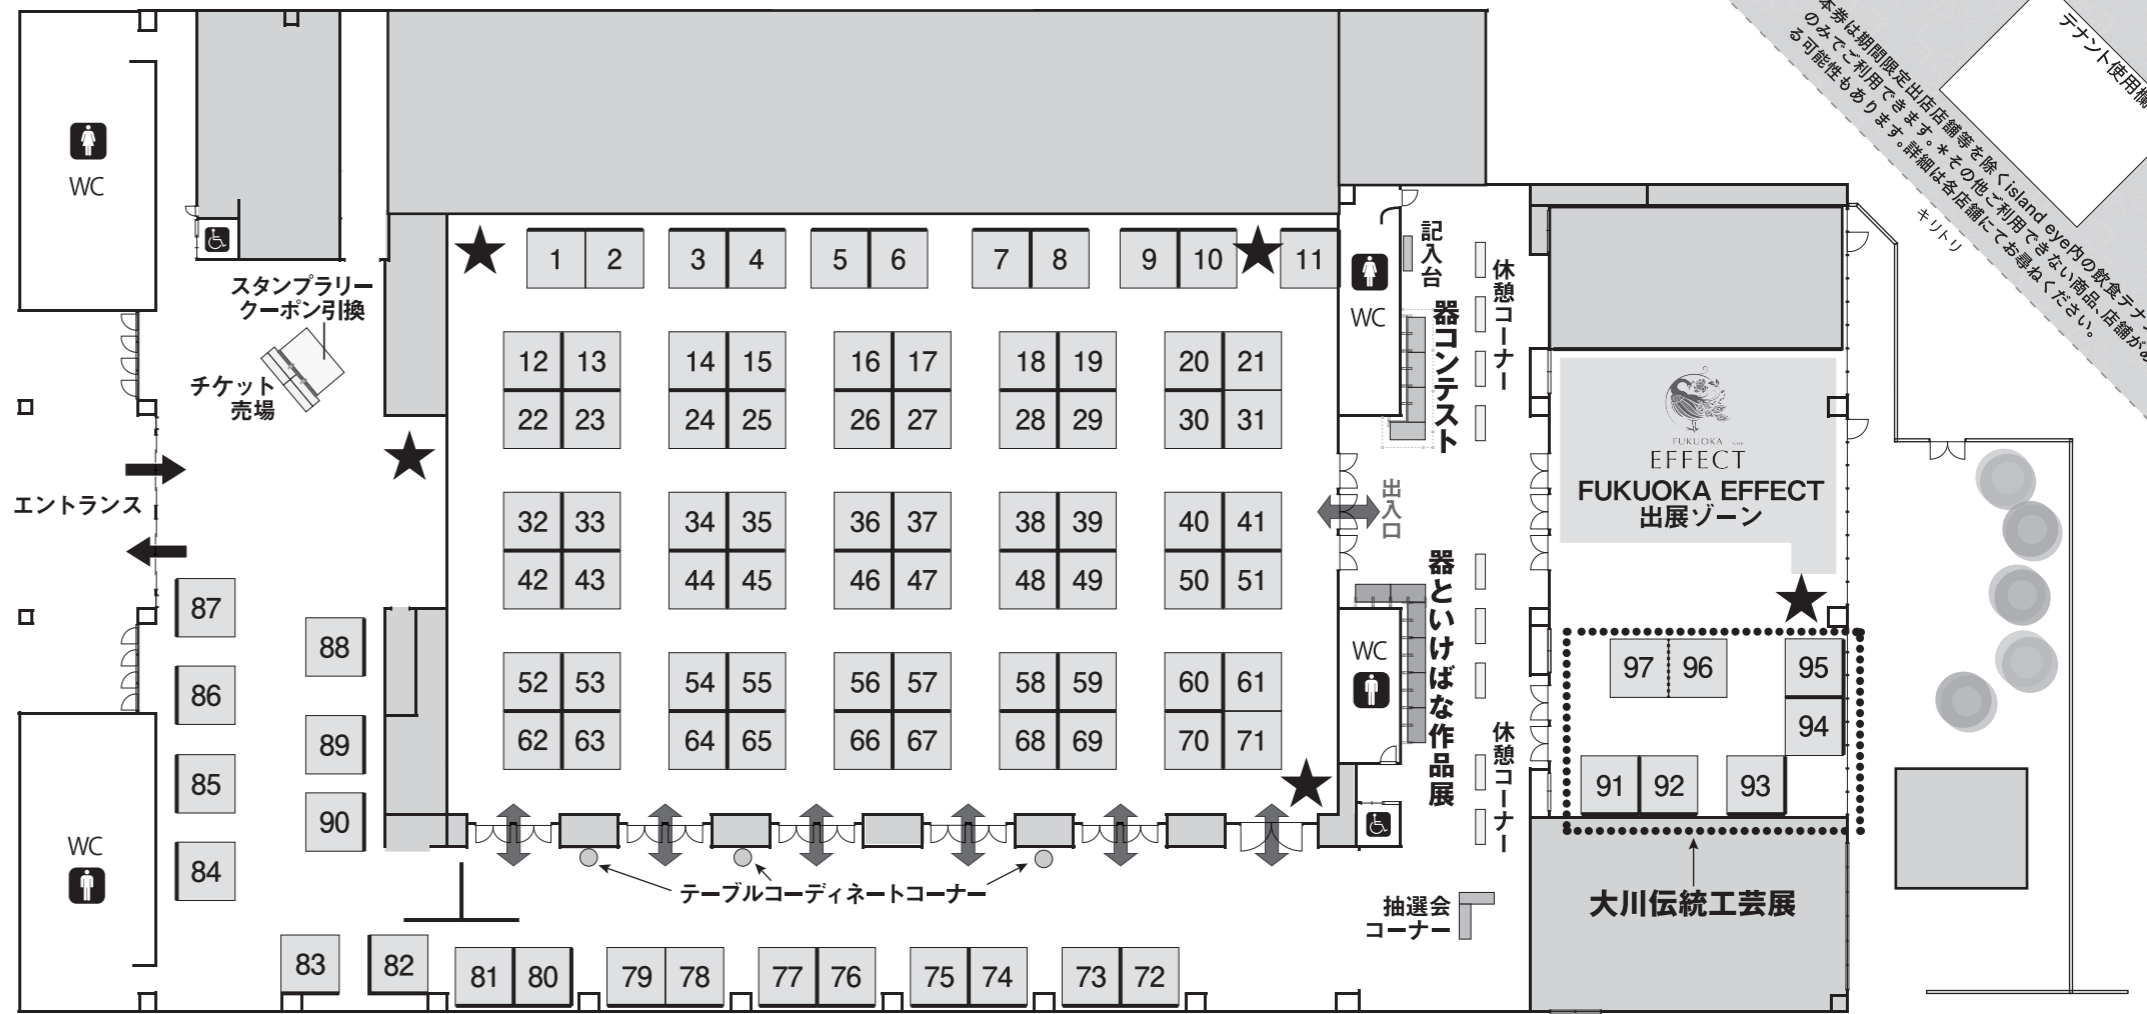 本券は期間限定出店店舗等を除くisland eye内の飲食テナ
のみでご利用できます。＊その他ご利用できない商品、店舗があ
る可能性もあります。詳細は各店舗にてお尋ねください。
テナント使用欄
キリトリ
WC
スタンプラリー
クーポン引換
チケット
売場
エントランス
1 2 3 4 5 6 7 8 9 10 11
12 13 14 15 16 17 18 19 20 21
22 23 24 25 26 27 28 29 30 31
32 33 34 35 36 37 38 39 40 41
42 43 44 45 46 47 48 49 50 51
52 53 54 55 56 57 58 59 60 61
62 63 64 65 66 67 68 69 70 71
WC
記入台
器コンテスト
休憩コーナー
出入口
器といけばな作品展
WC
休憩コーナー
FUKUOKA
EFFECT
FUKUOKA EFFECT
出展ゾーン
97 96 95
94
91 92 93
大川伝統工芸展
87
88
86
89
85
90
84
WC
テーブルコーディネートコーナー
抽選会
コーナー
83 82 81 80 79 78 77 76 75 74 73 72